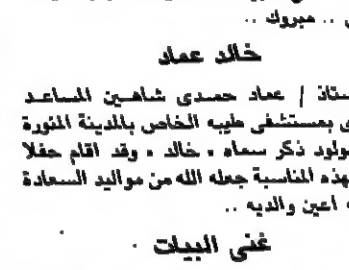 .. مبروك ..
خالد عماد
ستاذ / عماد حمدى شاهين المساعد
ى بمستشفى طيبه الخاص بالمدينة المنورة
مولود ذكر سماه « خالد » وقد اقام حفلا
بهذه المناسبة جعله الله من مواليد السعادة
اعين والديه ..
غنى البيات